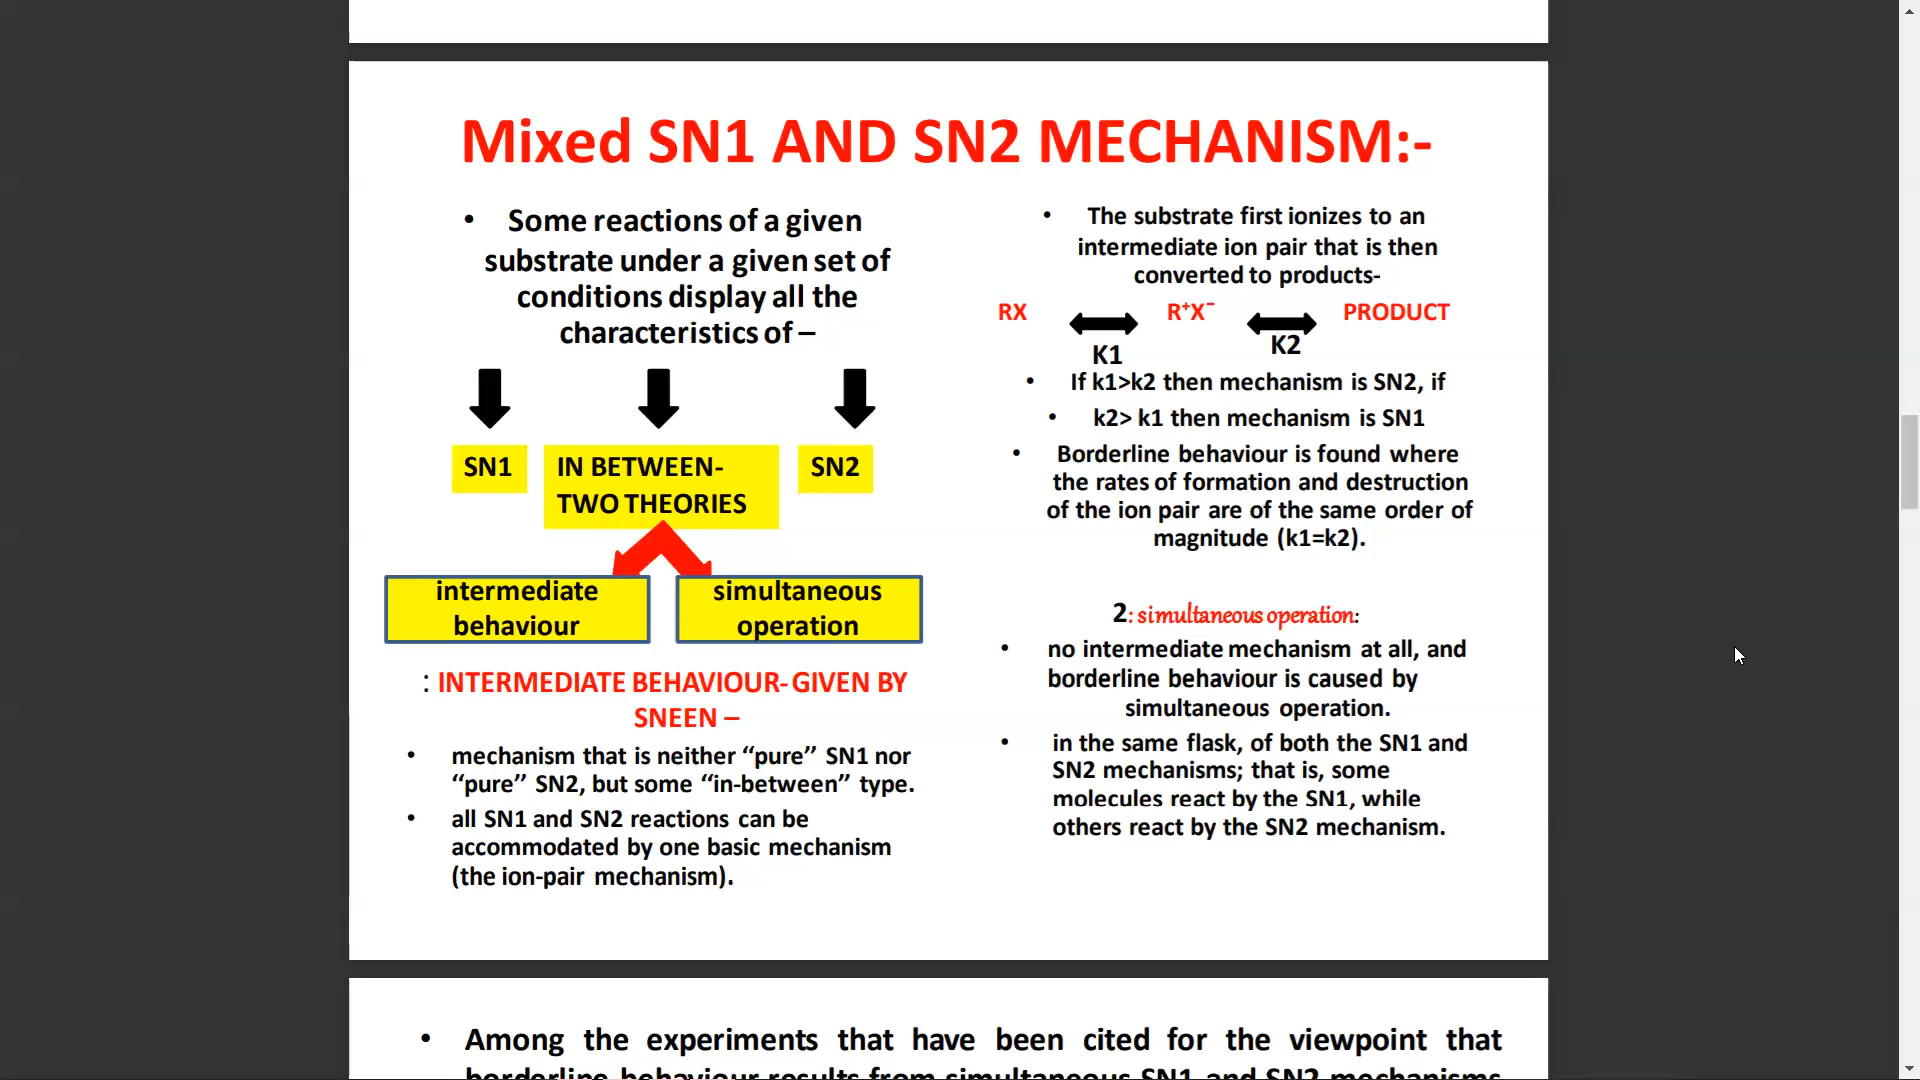 Mixed SN1 AND SN2 MECHANISM:-
• Some reactions of a given
substrate under a given set of
conditions display all the
characteristics of –
SN1
IN BETWEEN-
TWO THEORIES
SN2
intermediate
behaviour
simultaneous
operation
: INTERMEDIATE BEHAVIOUR- GIVEN BY
SNEEN –
• mechanism that is neither “pure” SN1 nor
“pure” SN2, but some “in-between” type.
• all SN1 and SN2 reactions can be
accommodated by one basic mechanism
(the ion-pair mechanism).
• The substrate first ionizes to an
intermediate ion pair that is then
converted to products-
RX R⁺X⁻ PRODUCT
K1 K2
• If k1>k2 then mechanism is SN2, if
• k2> k1 then mechanism is SN1
• Borderline behaviour is found where
the rates of formation and destruction
of the ion pair are of the same order of
magnitude (k1=k2).
2: simultaneous operation:
• no intermediate mechanism at all, and
borderline behaviour is caused by
simultaneous operation.
• in the same flask, of both the SN1 and
SN2 mechanisms; that is, some
molecules react by the SN1, while
others react by the SN2 mechanism.
• Among the experiments that have been cited for the viewpoint that
borderline behaviour results from simultaneous SN1 and SN2 mechanisms